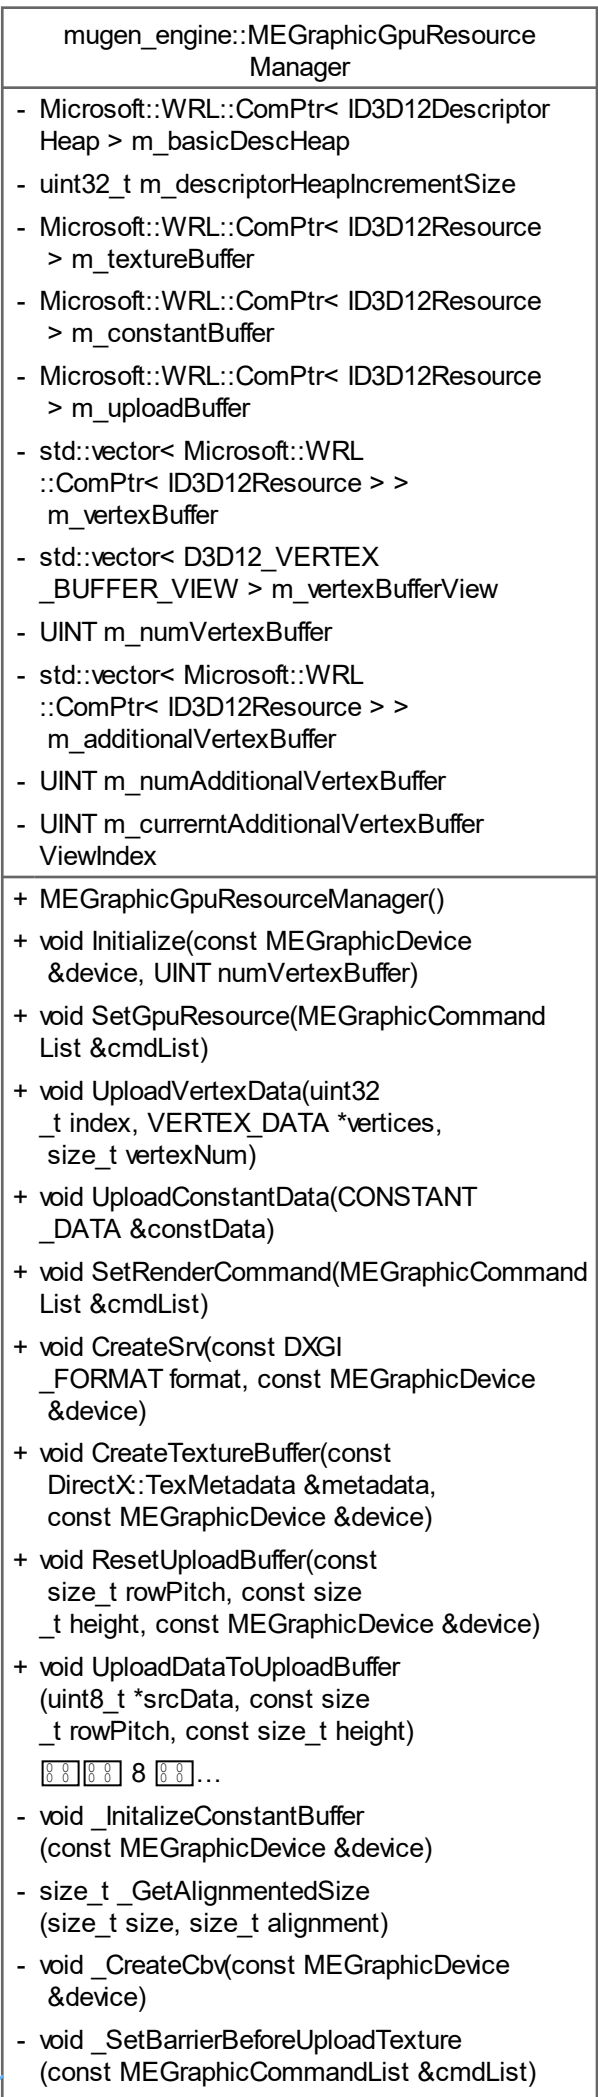 mugen_engine::MEGraphicGpuResource
Manager
- Microsoft::WRL::ComPtr< ID3D12Descriptor
Heap > m_basicDescHeap
- uint32_t m_descriptorHeapIncrementSize
- Microsoft::WRL::ComPtr< ID3D12Resource
> m_textureBuffer
- Microsoft::WRL::ComPtr< ID3D12Resource
> m_constantBuffer
- Microsoft::WRL::ComPtr< ID3D12Resource
> m_uploadBuffer
- std::vector< Microsoft::WRL
::ComPtr< ID3D12Resource > >
m_vertexBuffer
- std::vector< D3D12_VERTEX
_BUFFER_VIEW > m_vertexBufferView
- UINT m_numVertexBuffer
- std::vector< Microsoft::WRL
::ComPtr< ID3D12Resource > >
m_additionalVertexBuffer
- UINT m_numAdditionalVertexBuffer
- UINT m_currerntAdditionalVertexBuffer
ViewIndex
+ MEGraphicGpuResourceManager()
+ void Initialize(const MEGraphicDevice
&device, UINT numVertexBuffer)
+ void SetGpuResource(MEGraphicCommand
List &cmdList)
+ void UploadVertexData(uint32
_t index, VERTEX_DATA *vertices,
size_t vertexNum)
+ void UploadConstantData(CONSTANT
_DATA &constData)
+ void SetRenderCommand(MEGraphicCommand
List &cmdList)
+ void CreateSrv(const DXGI
_FORMAT format, const MEGraphicDevice
&device)
+ void CreateTextureBuffer(const
DirectX::TexMetadata &metadata,
const MEGraphicDevice &device)
+ void ResetUploadBuffer(const
size_t rowPitch, const size
_t height, const MEGraphicDevice &device)
+ void UploadDataToUploadBuffer
(uint8_t *srcData, const size
_t rowPitch, const size_t height)
8 ...
- void _InitalizeConstantBuffer
(const MEGraphicDevice &device)
- size_t _GetAlignmentedSize
(size_t size, size_t alignment)
- void _CreateCbv(const MEGraphicDevice
&device)
- void _SetBarrierBeforeUploadTexture
(const MEGraphicCommandList &cmdList)